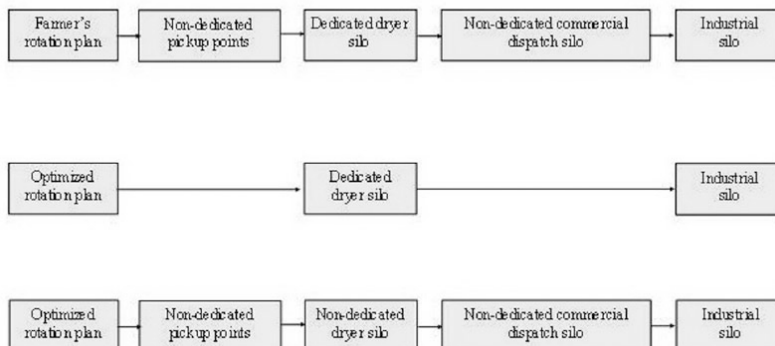 Farmer's
rotation plan
Non-dedicated
pickup points
Dedicated dryer
silo
Non-dedicated commercial
dispatch silo
Industrial
silo
Optimized
rotation plan
Dedicated
dryer silo
Industrial
silo
Optimized
rotation plan
Non-dedicated
pickup points
Non-dedicated
dryer silo
Non-dedicated commercial
dispatch silo
Industrial
silo